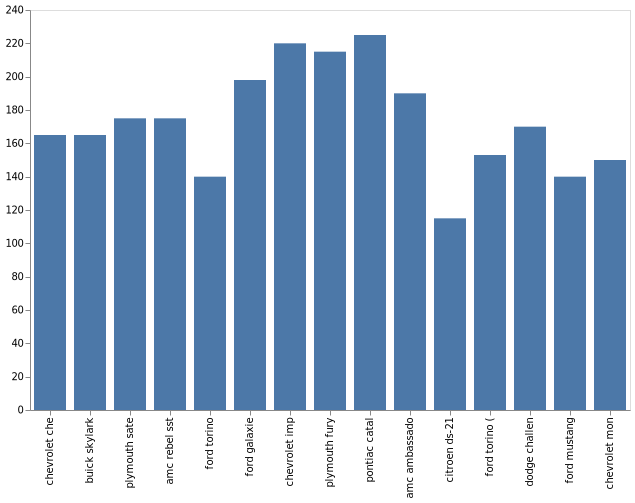 240
220
200
180
160
140
120
100
80
60
40
20
0
chevrolet che
buick skylark
plymouth sate
amc rebel sst
ford torino
ford galaxie
chevrolet imp
plymouth fury
pontiac catal
amc ambassado
citroen ds-21
ford torino (
dodge challen
ford mustang
chevrolet mon